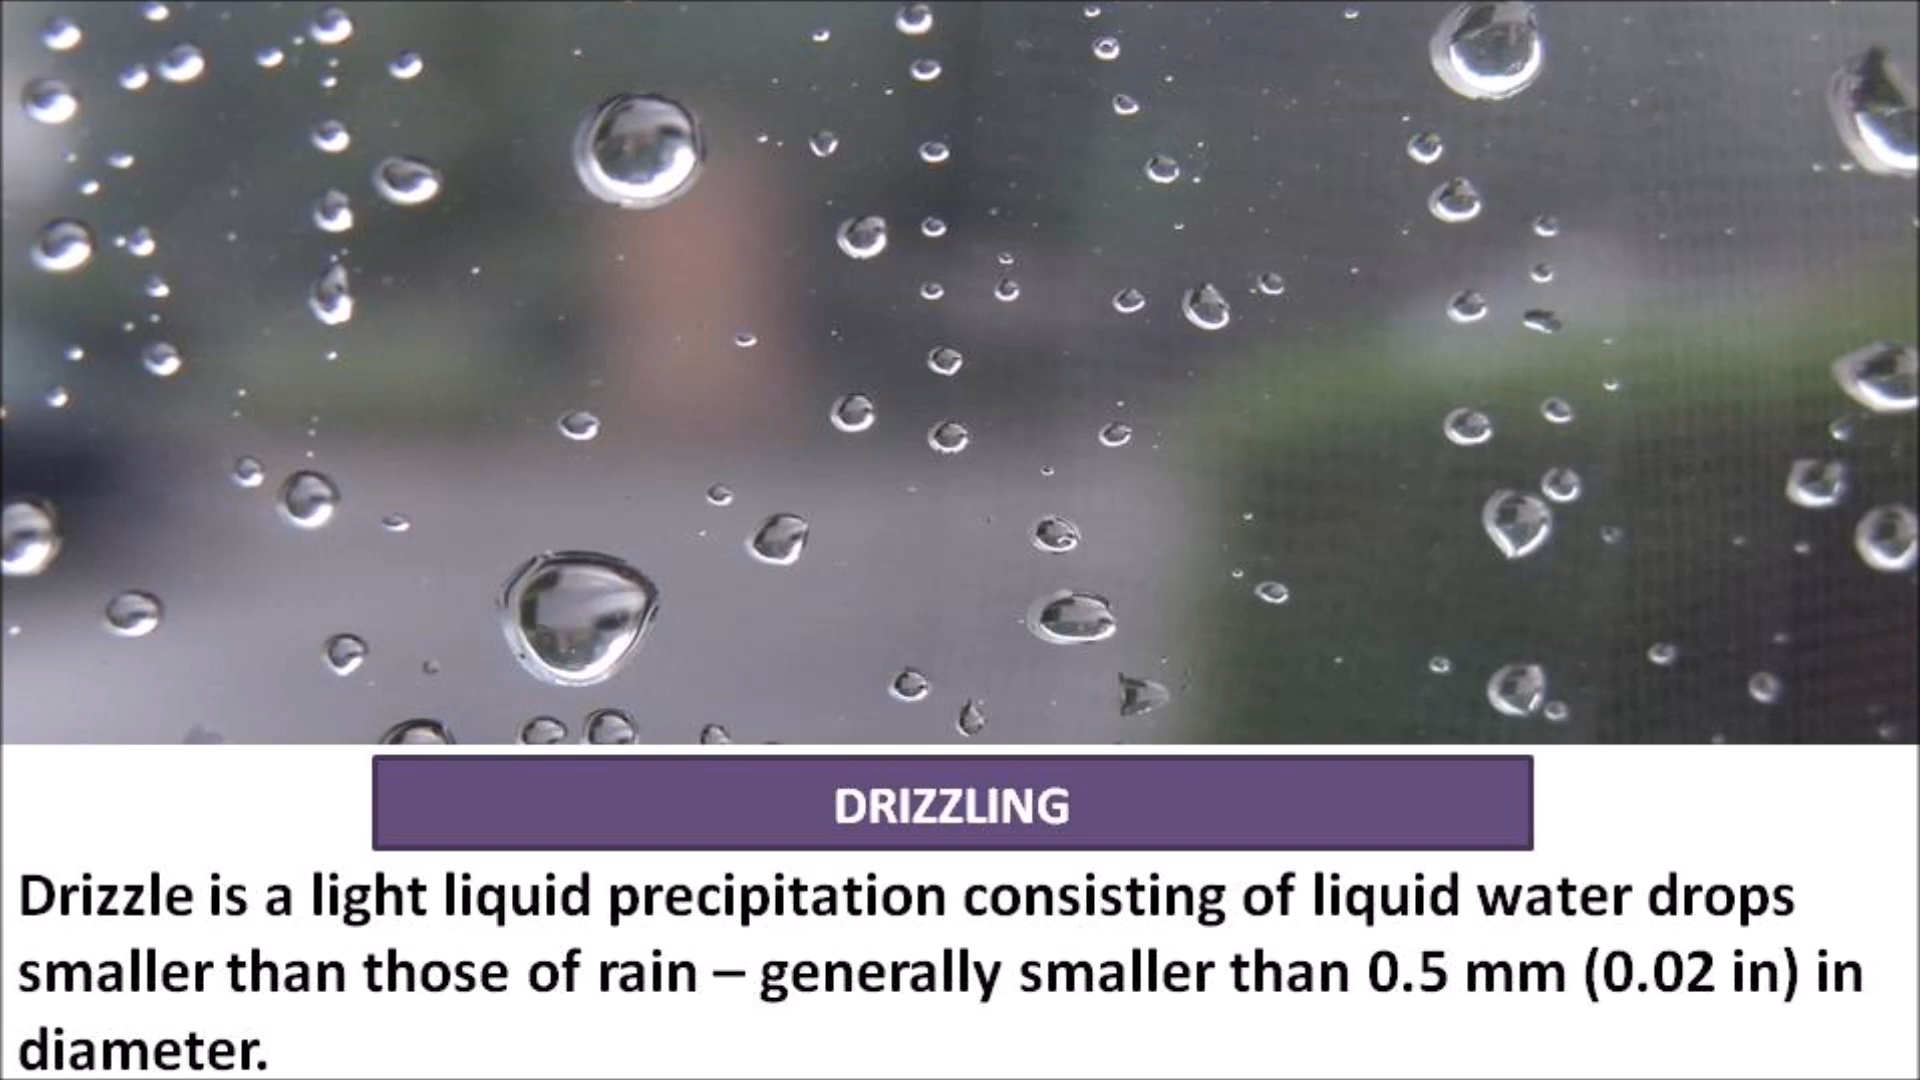 DRIZZLING
Drizzle is a light liquid precipitation consisting of liquid water drops
smaller than those of rain – generally smaller than 0.5 mm (0.02 in) in
diameter.